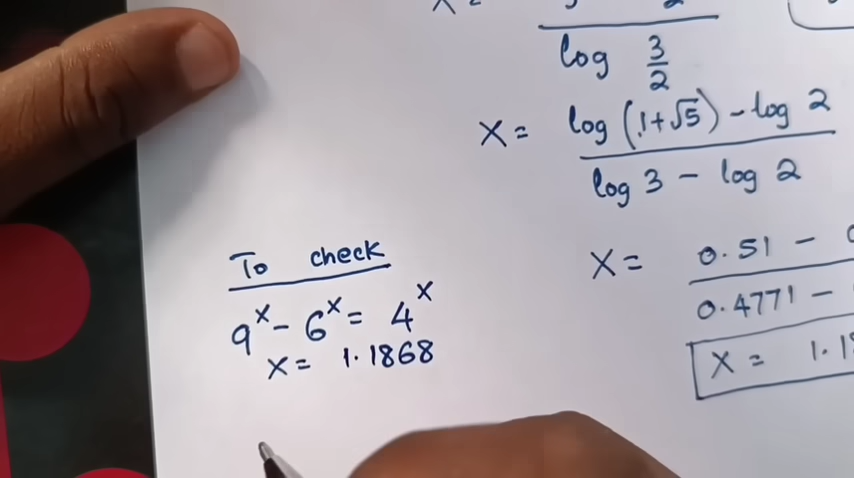 x =
log 3/2
x = (log (1+√5) - log 2) / (log 3 - log 2)
x = 0.51 - / 0.4771 -
x = 1.18
To check
9^x - 6^x = 4^x
x = 1.1868